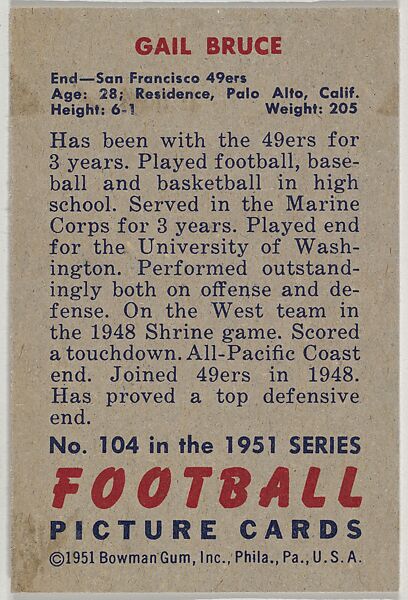 GAIL BRUCE
End—San Francisco 49ers
Age: 28; Residence, Palo Alto, Calif.
Height: 6-1 Weight: 205
Has been with the 49ers for
3 years. Played football, base-
ball and basketball in high
school. Served in the Marine
Corps for 3 years. Played end
for the University of Wash-
ington. Performed outstand-
ingly both on offense and de-
fense. On the West team in
the 1948 Shrine game. Scored
a touchdown. All-Pacific Coast
end. Joined 49ers in 1948.
Has proved a top defensive
end.
No. 104 in the 1951 SERIES
FOOTBALL
PICTURE CARDS
©1951 Bowman Gum, Inc., Phila., Pa., U.S.A.